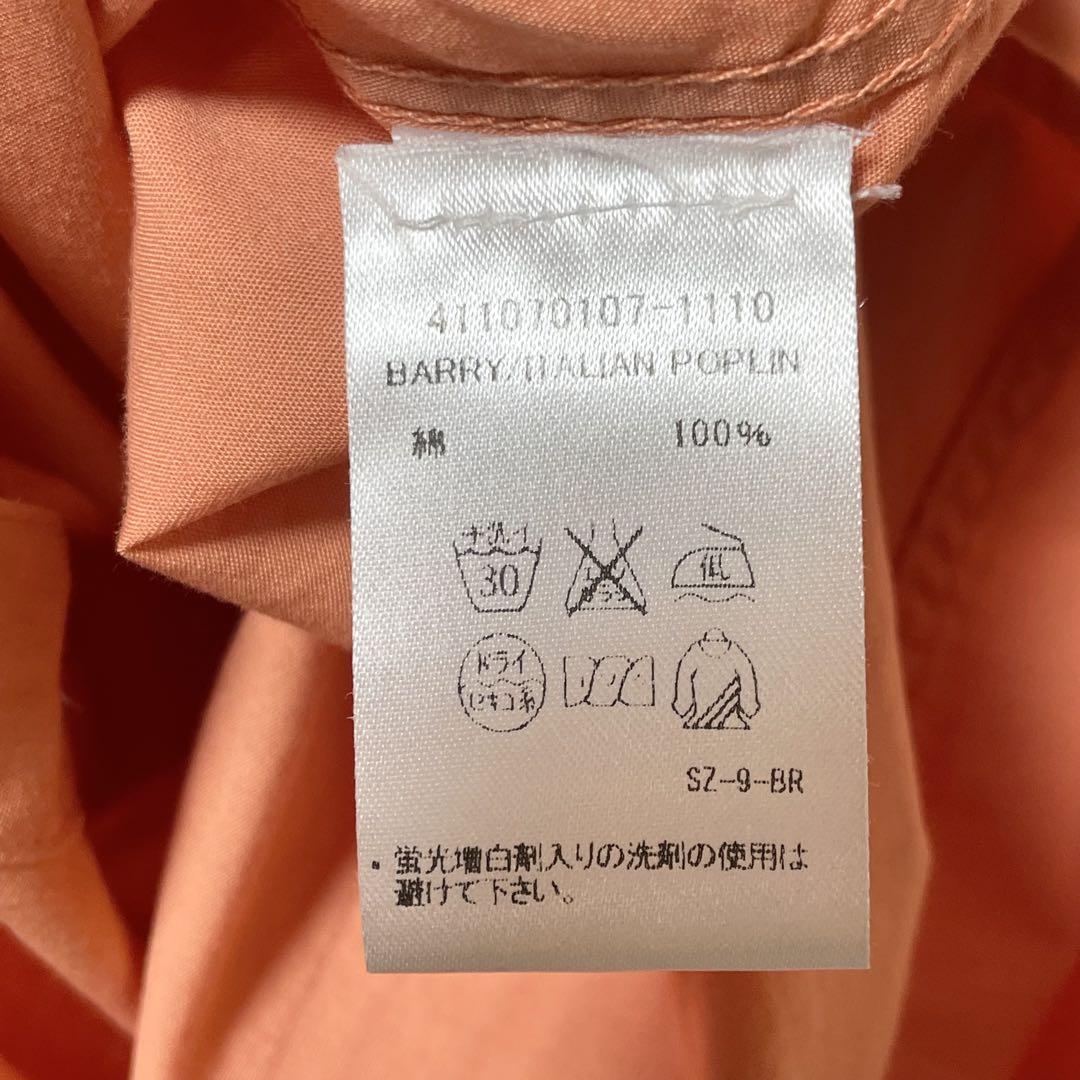 411070107-1110
BARRY/ITALIAN POPLIN
綿 100%
手洗イ
30
低
ドライ
セキユ系
SZ-9-BR
・蛍光増白剤入りの洗剤の使用は
避けて下さい。